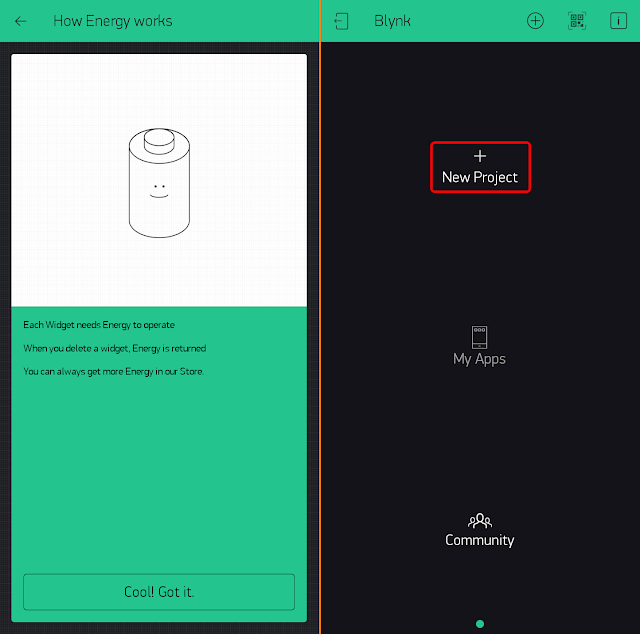 How Energy works
Each Widget needs Energy to operate
When you delete a widget, Energy is returned
You can always get more Energy in our Store.
Cool! Got it.
Blynk
New Project
My Apps
Community